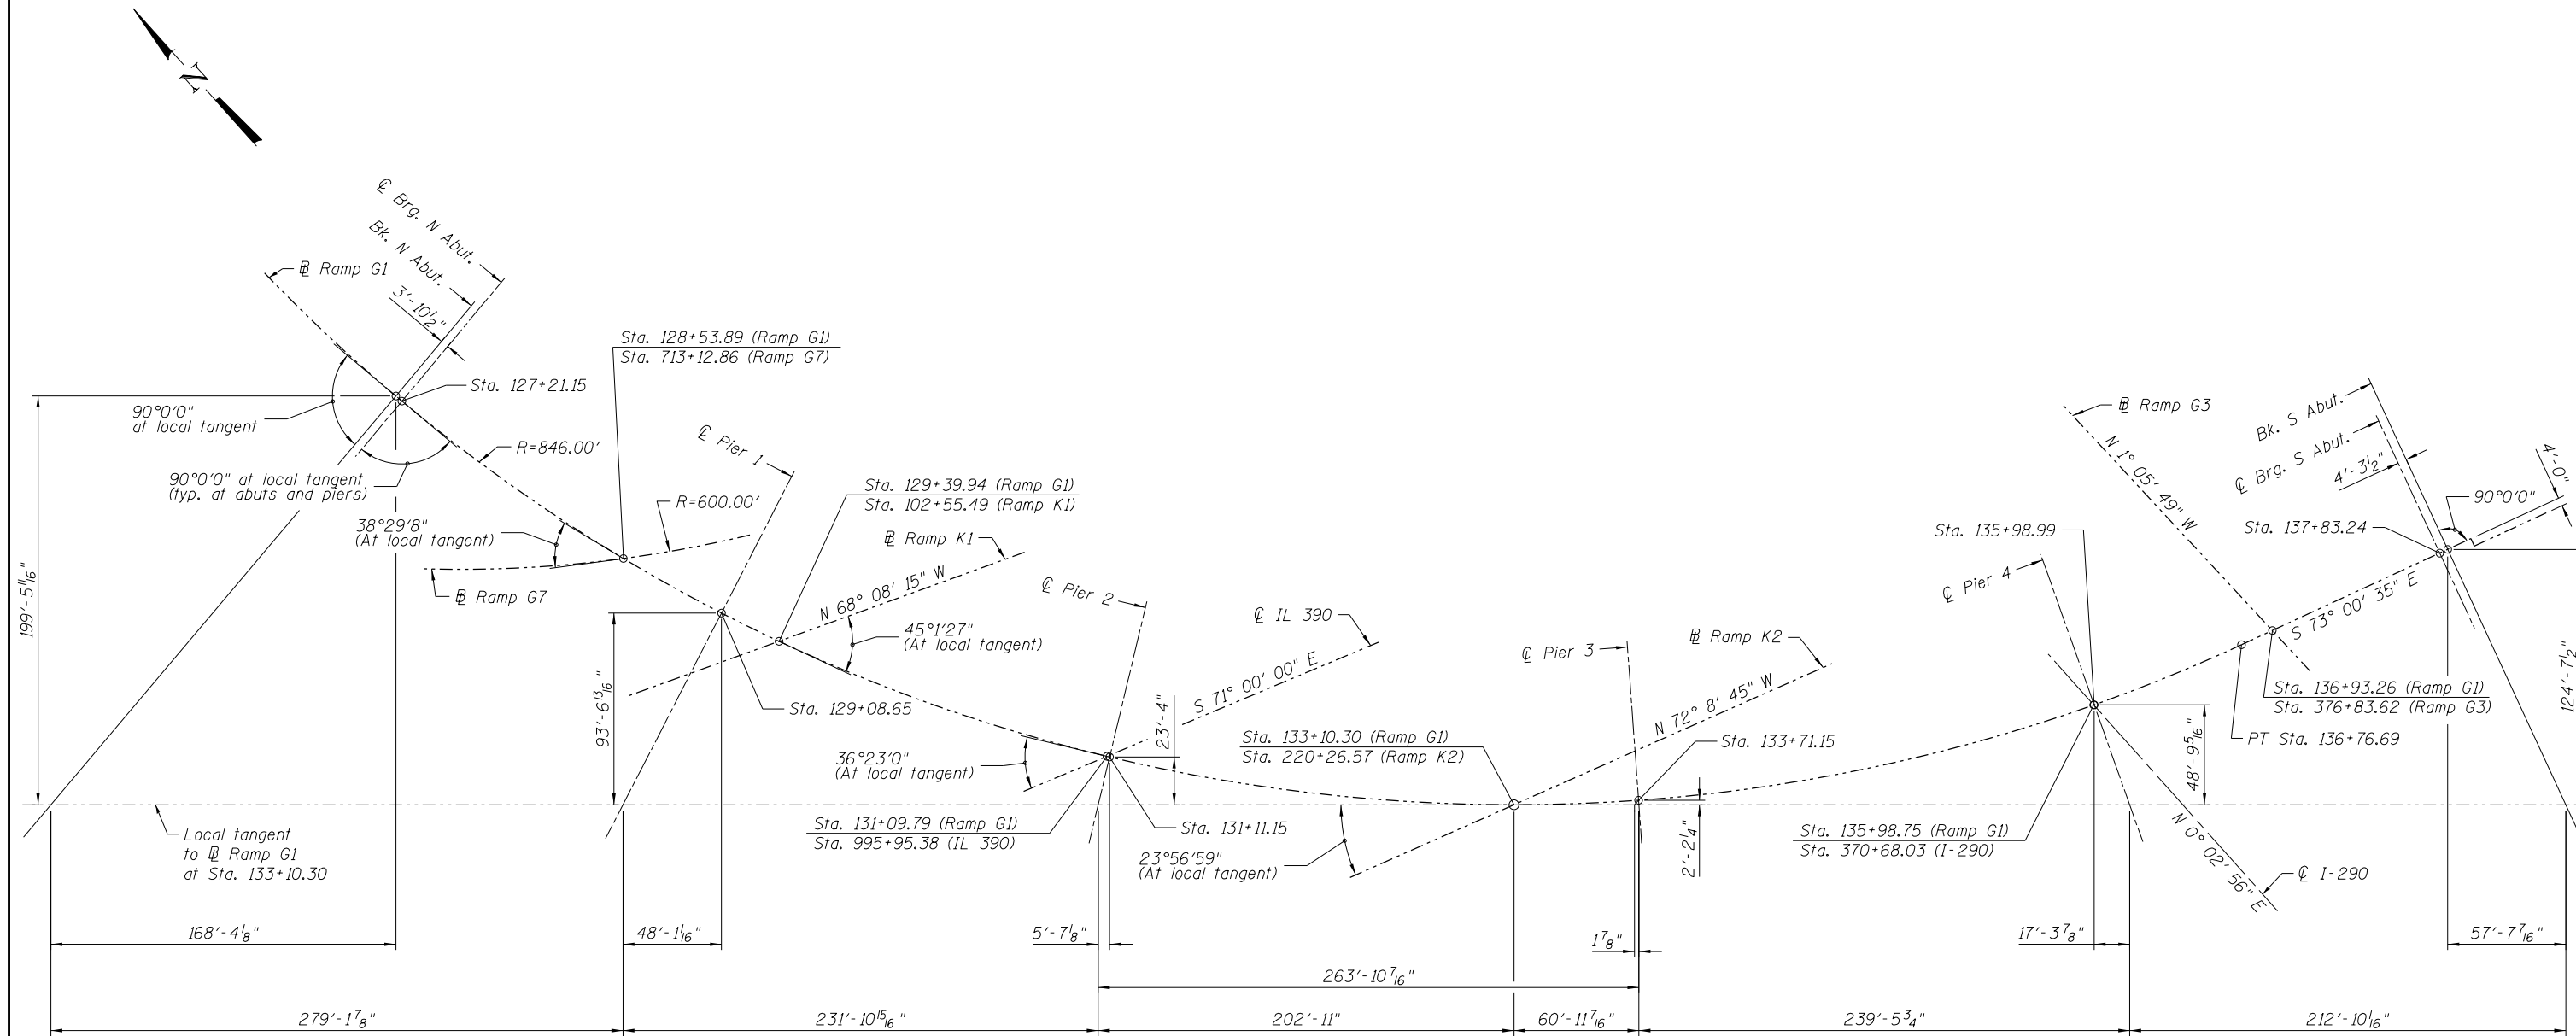 N
℄ Brg. N Abut.
Bk. N Abut.
3'-10½"
℄ Ramp G1
Sta. 127+21.15
90°0'0"
at local tangent
90°0'0" at local tangent
(typ. at abuts and piers)
R=846.00'
199'-5 11/16"
Sta. 128+53.89 (Ramp G1)
Sta. 713+12.86 (Ramp G7)
℄ Pier 1
R=600.00'
38°29'8"
(At local tangent)
℄ Ramp G7
Sta. 129+39.94 (Ramp G1)
Sta. 102+55.49 (Ramp K1)
℄ Ramp K1
N 68° 08' 15" W
45°1'27"
(At local tangent)
93'-6 13/16"
Sta. 129+08.65
℄ Pier 2
℄ IL 390
S 71° 00' 00" E
23'-4"
36°23'0"
(At local tangent)
Sta. 131+09.79 (Ramp G1)
Sta. 995+95.38 (IL 390)
Sta. 131+11.15
Sta. 133+10.30 (Ramp G1)
Sta. 220+26.57 (Ramp K2)
℄ Pier 3
℄ Ramp K2
N 72° 8' 45" W
Sta. 133+71.15
23°56'59"
(At local tangent)
2'-2¼"
Local tangent
to ℄ Ramp G1
at Sta. 133+10.30
℄ Ramp G3
N 1° 05' 49" W
Bk. S Abut.
℄ Brg. S Abut.
4'-3½"
4'-0"
90°0'0"
Sta. 137+83.24
Sta. 135+98.99
℄ Pier 4
S 73° 00' 35" E
Sta. 136+93.26 (Ramp G1)
Sta. 376+83.62 (Ramp G3)
PT Sta. 136+76.69
124'-7½"
48'-9 5/16"
Sta. 135+98.75 (Ramp G1)
Sta. 370+68.03 (I-290)
N 0° 02' 56" E
℄ I-290
168'-4⅛"
48'-1 1/16"
5'-7⅛"
1⅞"
17'-3⅞"
57'-7 7/16"
263'-10 7/16"
279'-1⅞"
231'-10 15/16"
202'-11"
60'-11 7/16"
239'-5¾"
212'-10 1/16"